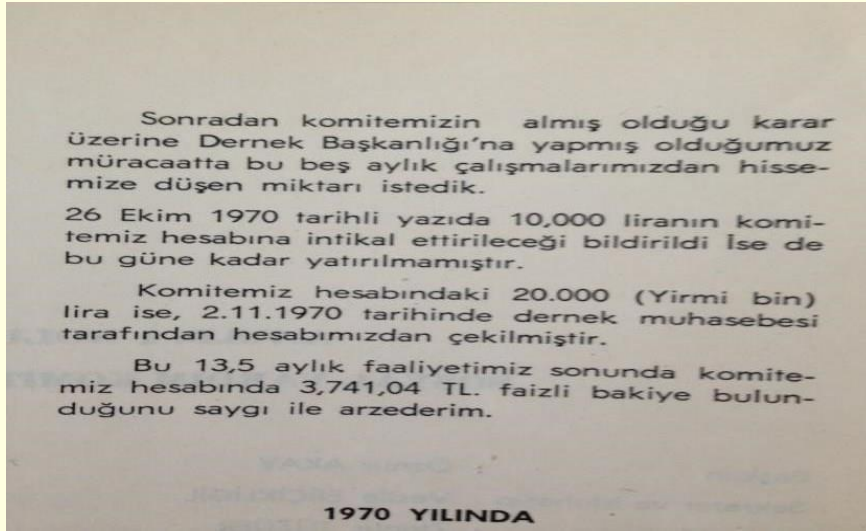 Sonradan komitemizin almış olduğu karar
üzerine Dernek Başkanlığı'na yapmış olduğumuz
müracaatta bu beş aylık çalışmalarımızdan hisse-
mize düşen miktarı istedik.
26 Ekim 1970 tarihli yazıda 10,000 liranın komi-
temiz hesabına intikal ettirileceği bildirildi İse de
bu güne kadar yatırılmamıştır.
Komitemiz hesabındaki 20.000 (Yirmi bin)
lira ise, 2.11.1970 tarihinde dernek muhasebesi
tarafından hesabımızdan çekilmiştir.
Bu 13,5 aylık faaliyetimiz sonunda komite-
miz hesabında 3,741,04 TL. faizli bakiye bulun-
duğunu saygı ile arzederim.
1970 YILINDA